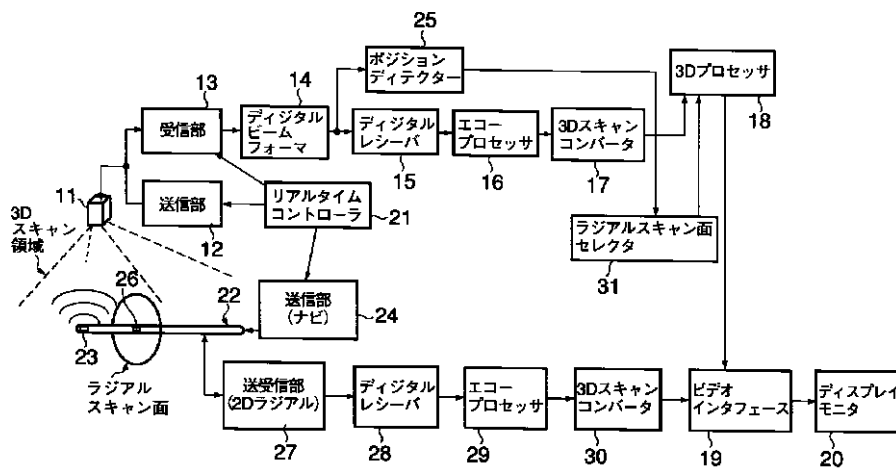 25
ポジション
ディテクター
13
受信部
14
ディジタル
ビーム
フォーマ
ディジタル
レシーバ
15
エコー
プロセッサ
16
3Dスキャン
コンバータ
17
3Dプロセッサ
18
11
3D
スキャン
領域
送信部
12
リアルタイム
コントローラ
21
ラジアルスキャン面
セレクタ
31
26
22
23
送信部
(ナビ)
24
ラジアル
スキャン面
送受信部
(2Dラジアル)
27
ディジタル
レシーバ
28
エコー
プロセッサ
29
3Dスキャン
コンバータ
30
ビデオ
インタフェース
19
ディスプレイ
モニタ
20